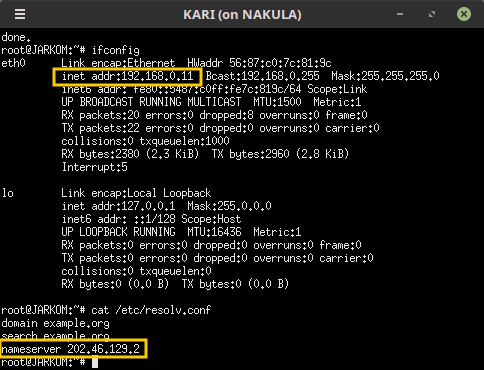 KARI (on NAKULA)
done.
root@JARKOM:~# ifconfig
eth0 Link encap:Ethernet HWaddr 56:87:c0:7c:81:9c
inet addr:192.168.0.11 Bcast:192.168.0.255 Mask:255.255.255.0
inet6 addr: fe80::5487:c0ff:fe7c:819c/64 Scope:Link
UP BROADCAST RUNNING MULTICAST MTU:1500 Metric:1
RX packets:20 errors:0 dropped:8 overruns:0 frame:0
TX packets:22 errors:0 dropped:0 overruns:0 carrier:0
collisions:0 txqueuelen:1000
RX bytes:2380 (2.3 KiB) TX bytes:2960 (2.8 KiB)
Interrupt:5
lo Link encap:Local Loopback
inet addr:127.0.0.1 Mask:255.0.0.0
inet6 addr: ::1/128 Scope:Host
UP LOOPBACK RUNNING MTU:16436 Metric:1
RX packets:0 errors:0 dropped:0 overruns:0 frame:0
TX packets:0 errors:0 dropped:0 overruns:0 carrier:0
collisions:0 txqueuelen:0
RX bytes:0 (0.0 B) TX bytes:0 (0.0 B)
root@JARKOM:~# cat /etc/resolv.conf
domain example.org
search example.org
nameserver 202.46.129.2
root@JARKOM:~#